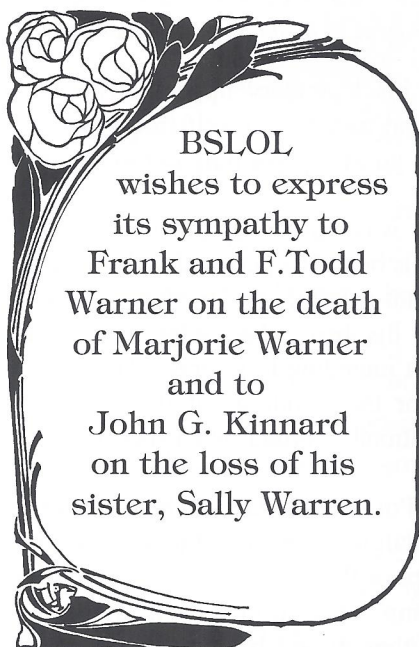 BSLOL
wishes to express
its sympathy to
Frank and F.Todd
Warner on the death
of Marjorie Warner
and to
John G. Kinnard
on the loss of his
sister, Sally Warren.